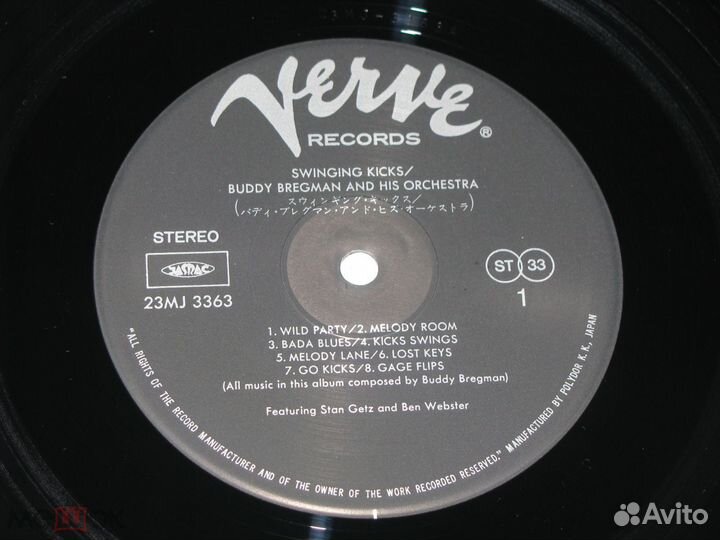 Verve®
RECORDS
SWINGING KICKS/
BUDDY BREGMAN AND HIS ORCHESTRA
(スウィンギング・キックス/
バディ・ブレグマン・アンド・ヒズ・オーケストラ)
STEREO
JASRAC
23MJ 3363
ST 33
1
1. WILD PARTY/2. MELODY ROOM
3. BADA BLUES/4. KICKS SWINGS
5. MELODY LANE/6. LOST KEYS
7. GO KICKS/8. GAGE FLIPS
(All music in this album composed by Buddy Bregman)
Featuring Stan Getz and Ben Webster
"ALL RIGHTS OF THE RECORD MANUFACTURER AND OF THE OWNER OF THE WORK RECORDED RESERVED." MANUFACTURED BY POLYDOR K. K., JAPAN
Avito